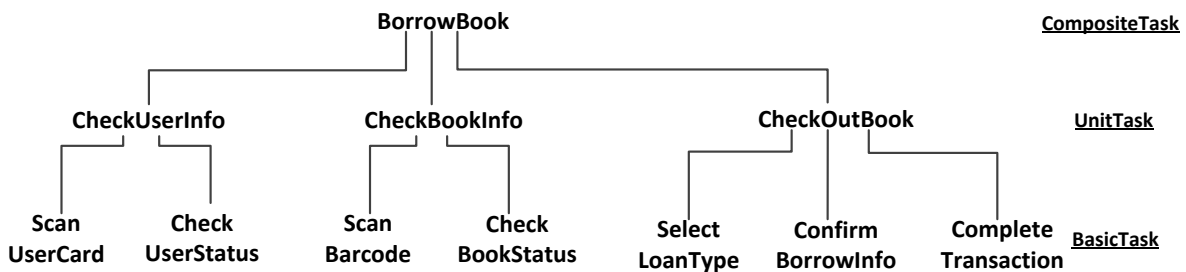 BorrowBook
CompositeTask
CheckUserInfo
CheckBookInfo
CheckOutBook
UnitTask
Scan
UserCard
Check
UserStatus
Scan
Barcode
Check
BookStatus
Select
LoanType
Confirm
BorrowInfo
Complete
Transaction
BasicTask